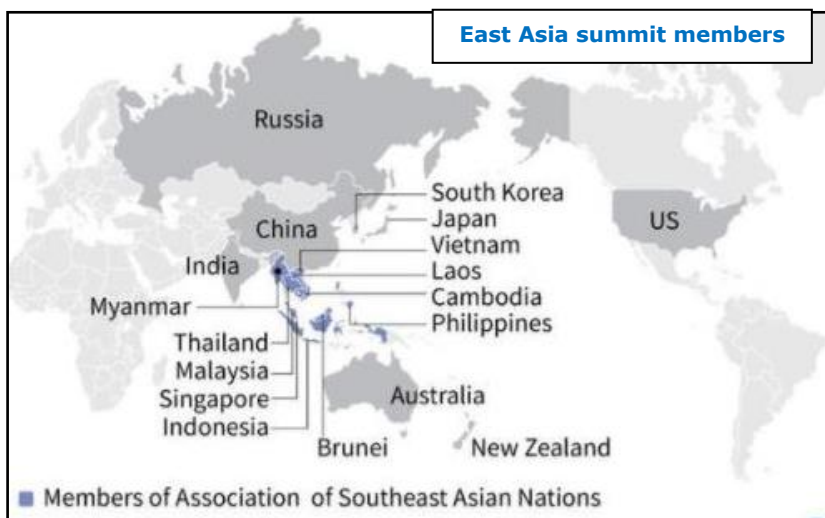 East Asia summit members
Russia
South Korea
Japan
China
US
Vietnam
India
Laos
Myanmar
Cambodia
Philippines
Thailand
Malaysia
Singapore
Australia
Indonesia
Brunei
New Zealand
Members of Association of Southeast Asian Nations